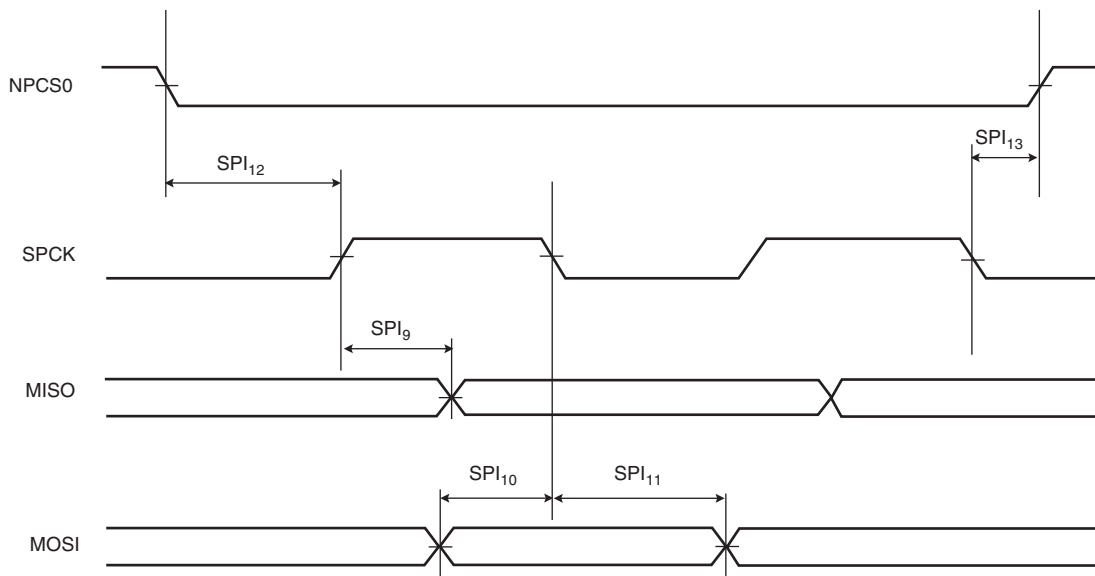 NPCS0
SPI₁₂
SPI₁₃
SPCK
SPI₉
MISO
SPI₁₀
SPI₁₁
MOSI